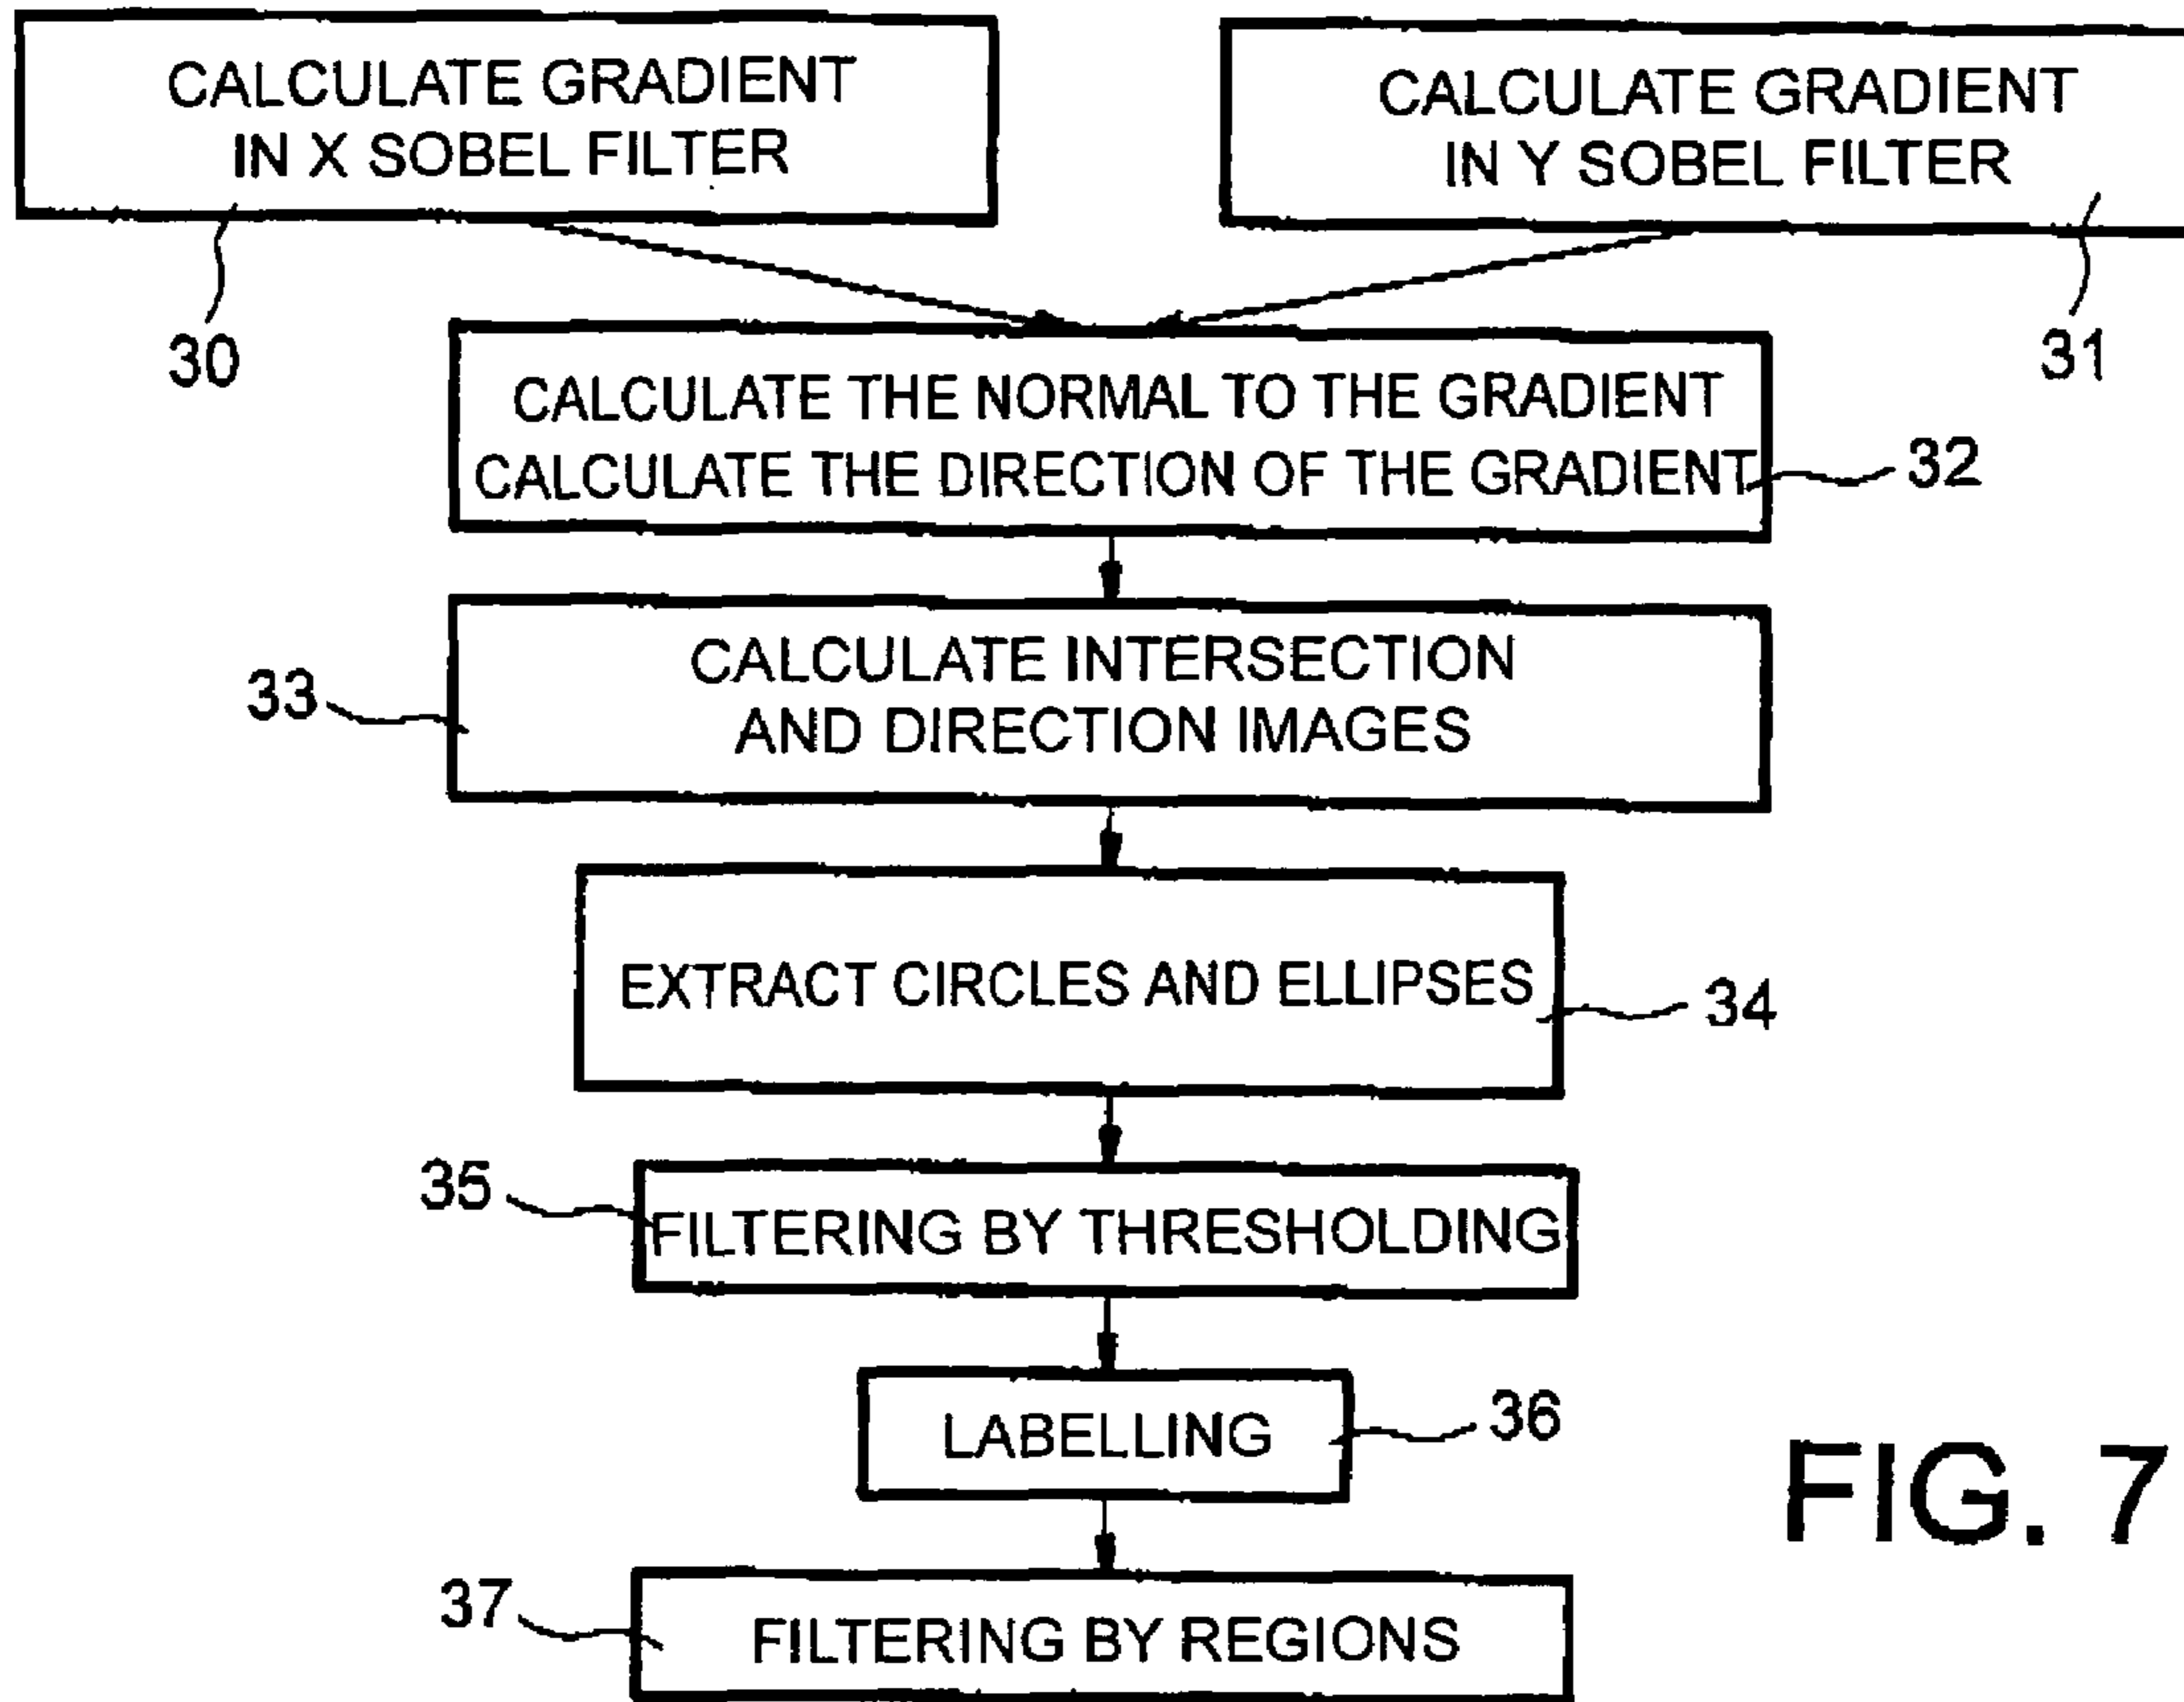 CALCULATE GRADIENT
IN X SOBEL FILTER
CALCULATE GRADIENT
IN Y SOBEL FILTER
30
31
CALCULATE THE NORMAL TO THE GRADIENT
CALCULATE THE DIRECTION OF THE GRADIENT
32
CALCULATE INTERSECTION
AND DIRECTION IMAGES
33
EXTRACT CIRCLES AND ELLIPSES
34
35
FILTERING BY THRESHOLDING
LABELLING
36
FIG. 7
37
FILTERING BY REGIONS